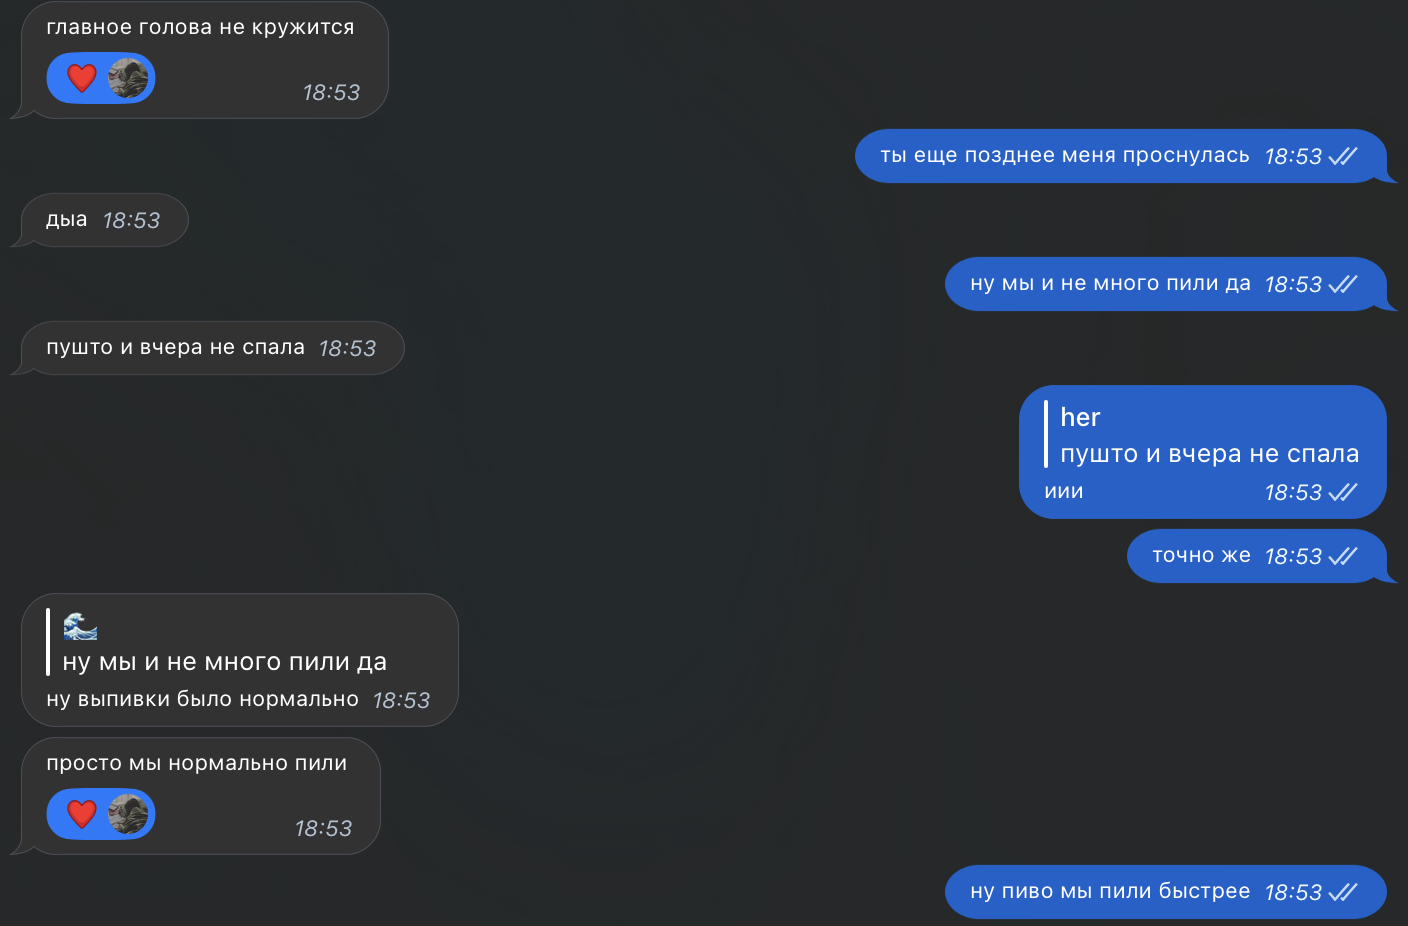 главное голова не кружится
18:53
ты еще позднее меня проснулась 18:53
дыа 18:53
ну мы и не много пили да 18:53
пушто и вчера не спала 18:53
her
пушто и вчера не спала
иии 18:53
точно же 18:53
ну мы и не много пили да
ну выпивки было нормально 18:53
просто мы нормально пили
18:53
ну пиво мы пили быстрее 18:53